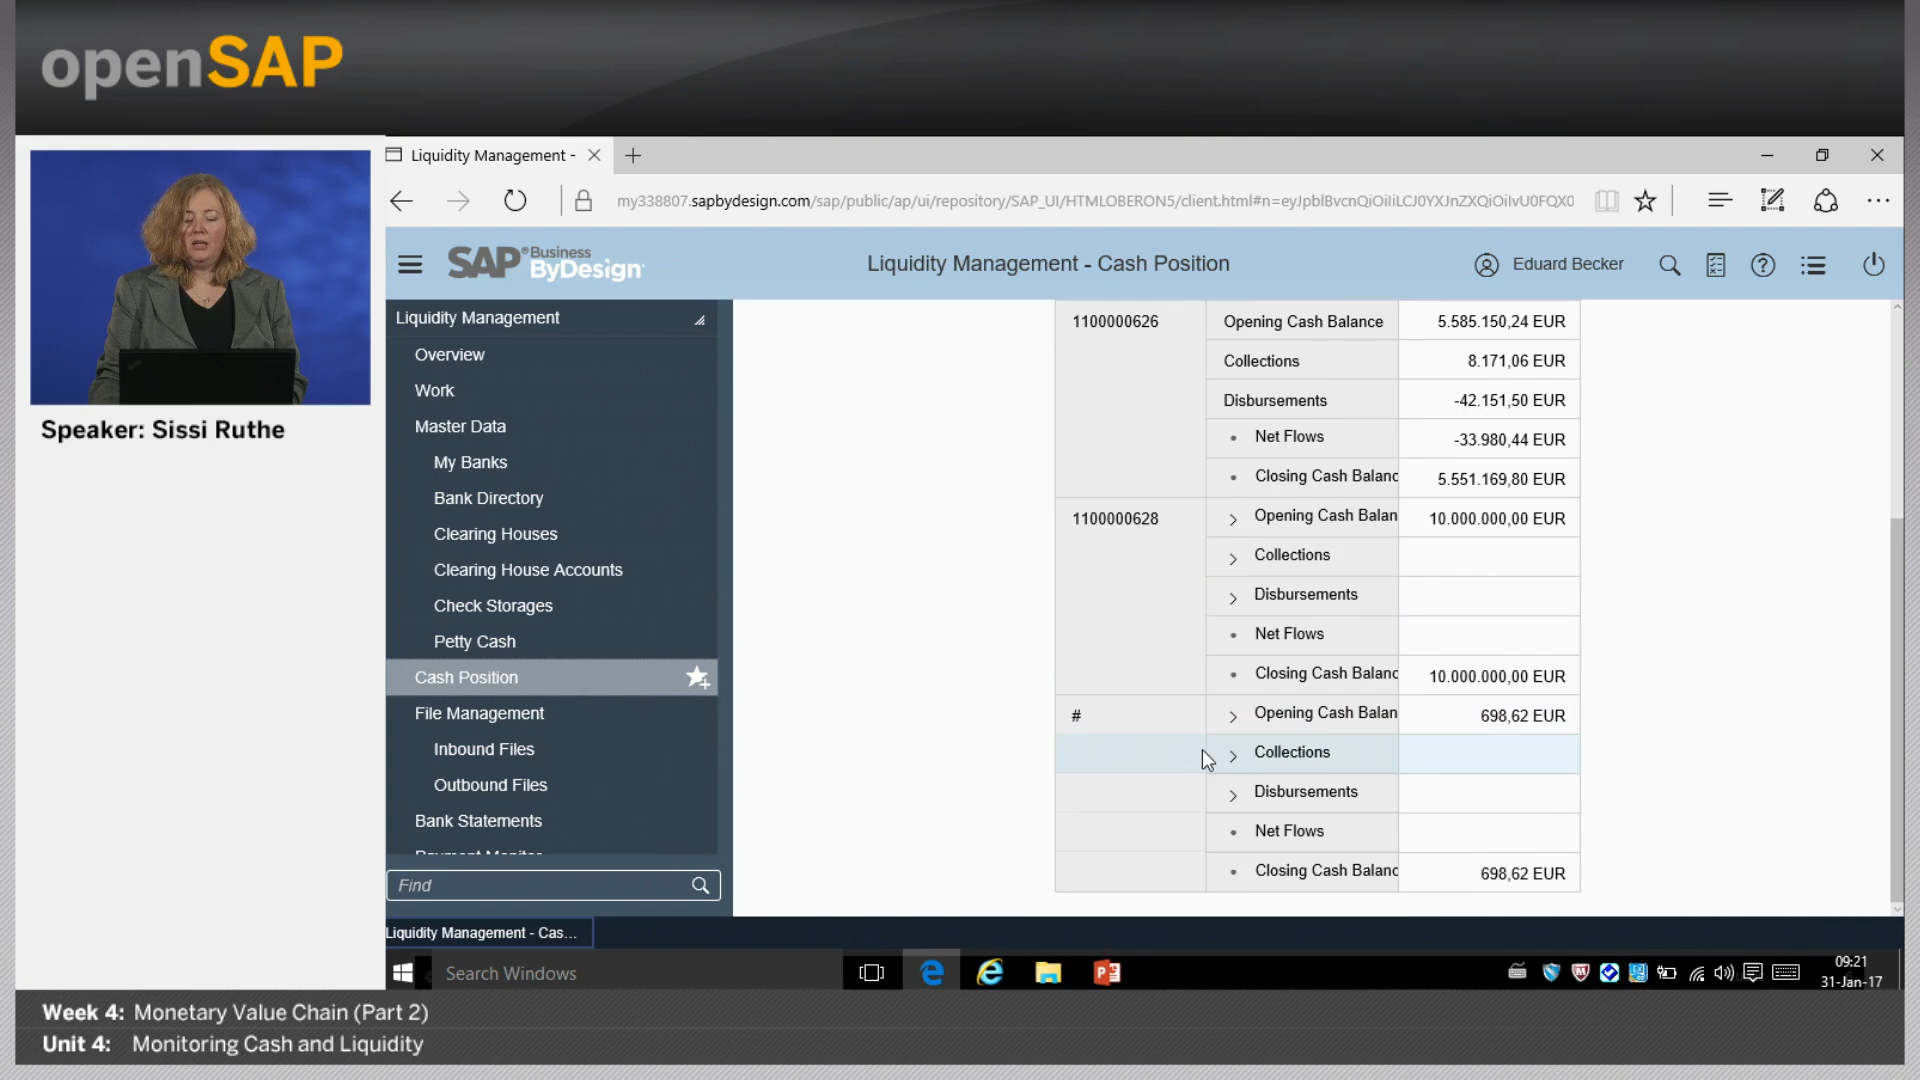 openSAP
Speaker: Sissi Ruthe
Liquidity Management -
my338807.sapbydesign.com/sap/public/ap/ui/repository/SAP_UI/HTMLOBERON5/client.html#n=eyJpblBvcnQiOiIiLCJ0YXJnZXQiOiIvU0FQX0
SAP Business ByDesign
Liquidity Management - Cash Position
Eduard Becker
Liquidity Management
Overview
Work
Master Data
My Banks
Bank Directory
Clearing Houses
Clearing House Accounts
Check Storages
Petty Cash
Cash Position
File Management
Inbound Files
Outbound Files
Bank Statements
Find
1100000626 Opening Cash Balance 5.585.150,24 EUR
Collections 8.171,06 EUR
Disbursements -42.151,50 EUR
Net Flows -33.980,44 EUR
Closing Cash Balanc 5.551.169,80 EUR
1100000628 Opening Cash Balan 10.000.000,00 EUR
Collections
Disbursements
Net Flows
Closing Cash Balanc 10.000.000,00 EUR
# Opening Cash Balan 698,62 EUR
Collections
Disbursements
Net Flows
Closing Cash Balanc 698,62 EUR
Liquidity Management - Cas...
Search Windows
09:21
31-Jan-17
Week 4: Monetary Value Chain (Part 2)
Unit 4: Monitoring Cash and Liquidity